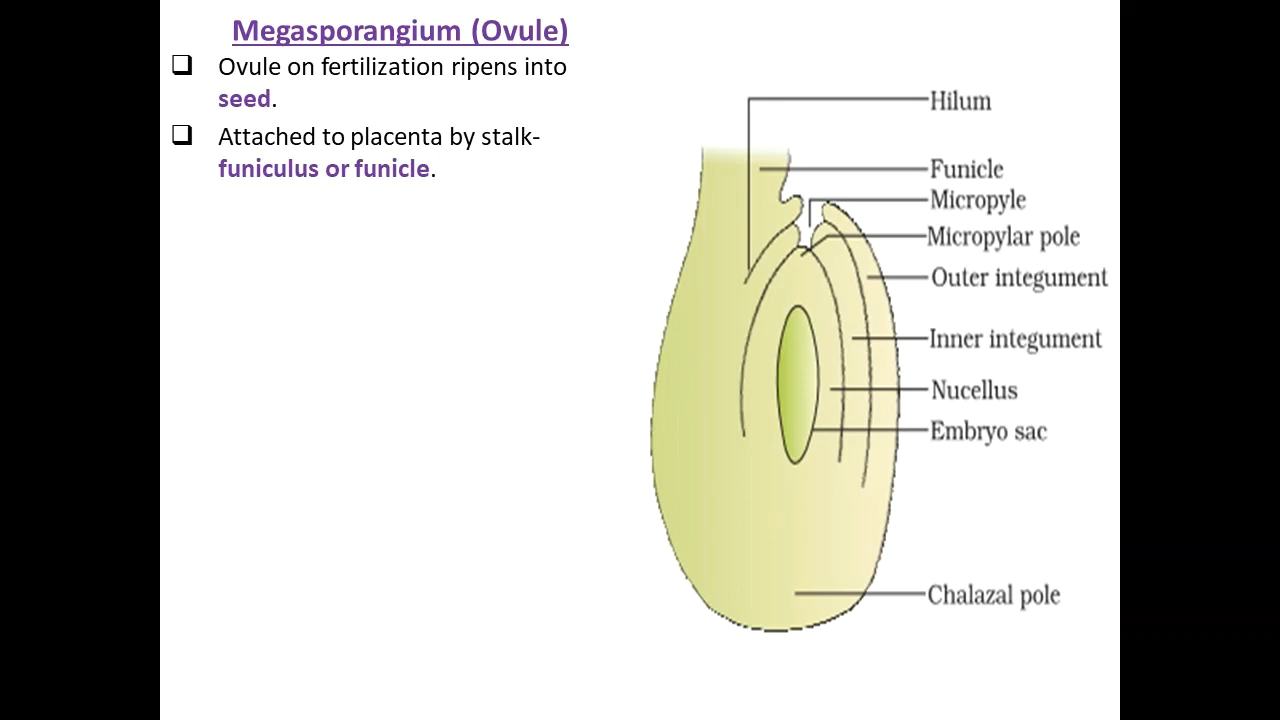 Megasporangium (Ovule)
❑ Ovule on fertilization ripens into
seed.
❑ Attached to placenta by stalk-
funiculus or funicle.
Hilum
Funicle
Micropyle
Micropylar pole
Outer integument
Inner integument
Nucellus
Embryo sac
Chalazal pole